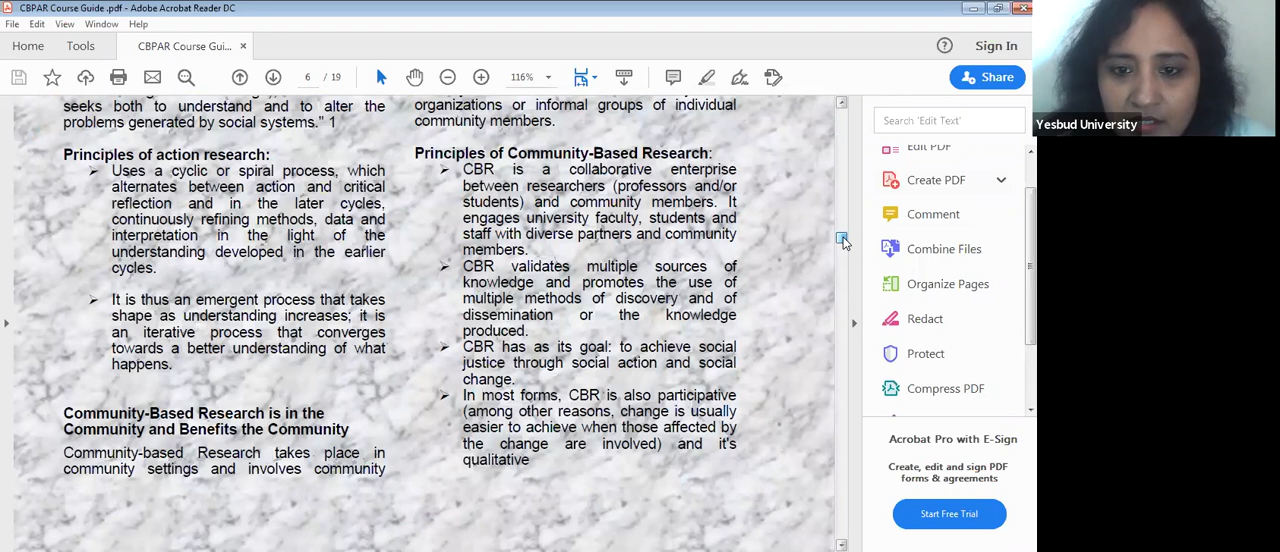 CBPAR Course Guide .pdf - Adobe Acrobat Reader DC
File Edit View Window Help
Home Tools CBPAR Course Gui... ×
Sign In
6 / 19
116%
Share
seeks both to understand and to alter the
problems generated by social systems." 1
Principles of action research:
Uses a cyclic or spiral process, which
alternates between action and critical
reflection and in the later cycles,
continuously refining methods, data and
interpretation in the light of the
understanding developed in the earlier
cycles.
It is thus an emergent process that takes
shape as understanding increases; it is
an iterative process that converges
towards a better understanding of what
happens.
Community-Based Research is in the
Community and Benefits the Community
Community-based Research takes place in
community settings and involves community
organizations or informal groups of individual
community members.
Principles of Community-Based Research:
CBR is a collaborative enterprise
between researchers (professors and/or
students) and community members. It
engages university faculty, students and
staff with diverse partners and community
members.
CBR validates multiple sources of
knowledge and promotes the use of
multiple methods of discovery and of
dissemination or the knowledge
produced.
CBR has as its goal: to achieve social
justice through social action and social
change.
In most forms, CBR is also participative
(among other reasons, change is usually
easier to achieve when those affected by
the change are involved) and it's
qualitative
Search 'Edit Text'
Edit PDF
Create PDF
Comment
Combine Files
Organize Pages
Redact
Protect
Compress PDF
Acrobat Pro with E-Sign
Create, edit and sign PDF
forms & agreements
Start Free Trial
Yesbud University